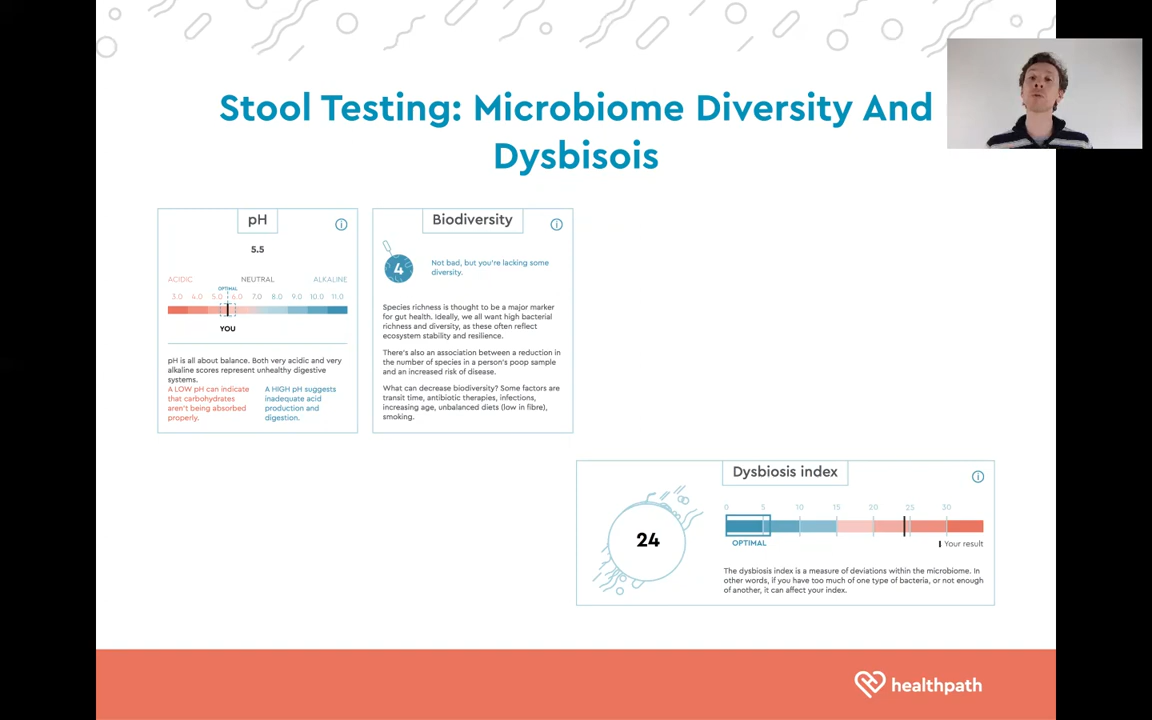 Stool Testing: Microbiome Diversity And
Dysbisois
pH
5.5
ACIDIC NEUTRAL ALKALINE
OPTIMAL
3.0 4.0 5.0 6.0 7.0 8.0 9.0 10.0 11.0
YOU
pH is all about balance. Both very acidic and very
alkaline scores represent unhealthy digestive
systems.
A LOW pH can indicate
that carbohydrates
aren't being absorbed
properly.
A HIGH pH suggests
inadequate acid
production and
digestion.
Biodiversity
4
Not bad, but you're lacking some
diversity.
Species richness is thought to be a major marker
for gut health. Ideally, we all want high bacterial
richness and diversity, as these often reflect
ecosystem stability and resilience.
There's also an association between a reduction in
the number of species in a person's poop sample
and an increased risk of disease.
What can decrease biodiversity? Some factors are
transit time, antibiotic therapies, infections,
increasing age, unbalanced diets (low in fibre),
smoking.
Dysbiosis index
24
0 5 10 15 20 25 30
OPTIMAL
Your result
The dysbiosis index is a measure of deviations within the microbiome. In
other words, if you have too much of one type of bacteria, or not enough
of another, it can affect your index.
healthpath